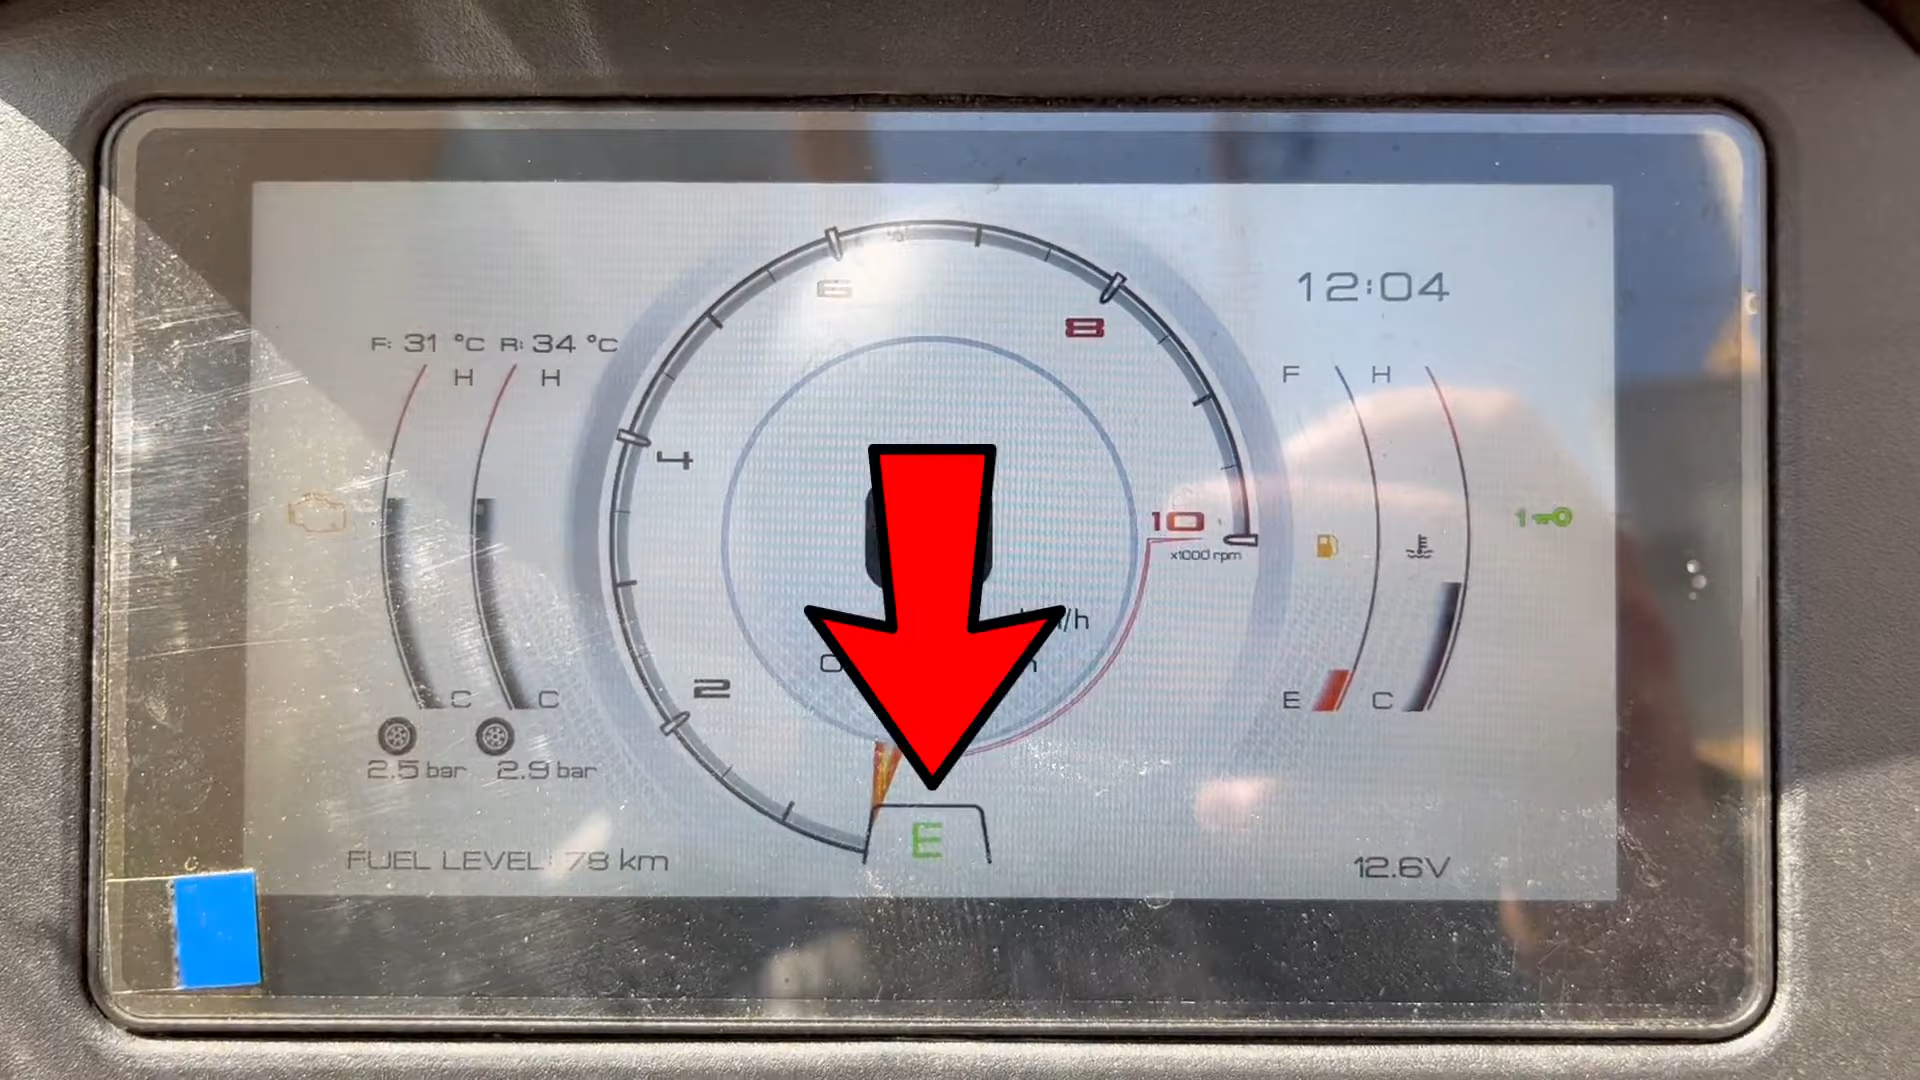 12:04
F: 31 °C R: 34 °C
H H
F H
6
8
4
10
x1000 rpm
1
2
E C
C C
2.5 bar 2.9 bar
E
FUEL LEVEL: 78 km
12.6V